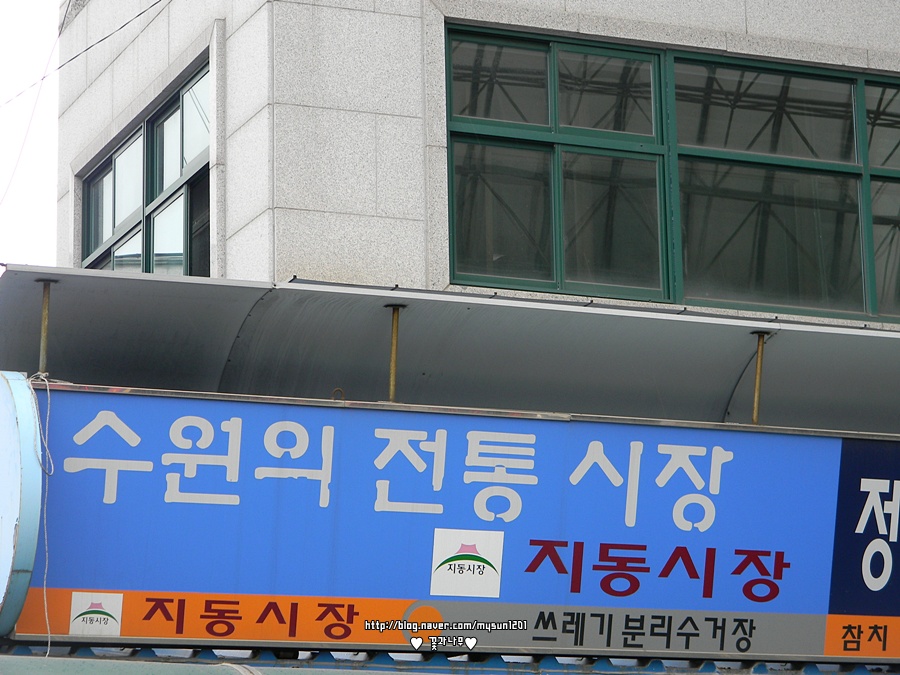 수원의 전통 시장
정
지동시장
지동시장
지동시장
지동시장
쓰레기분리수거장
참치
http://blog.naver.com/mysun1201
♥ 꽃과나무♥